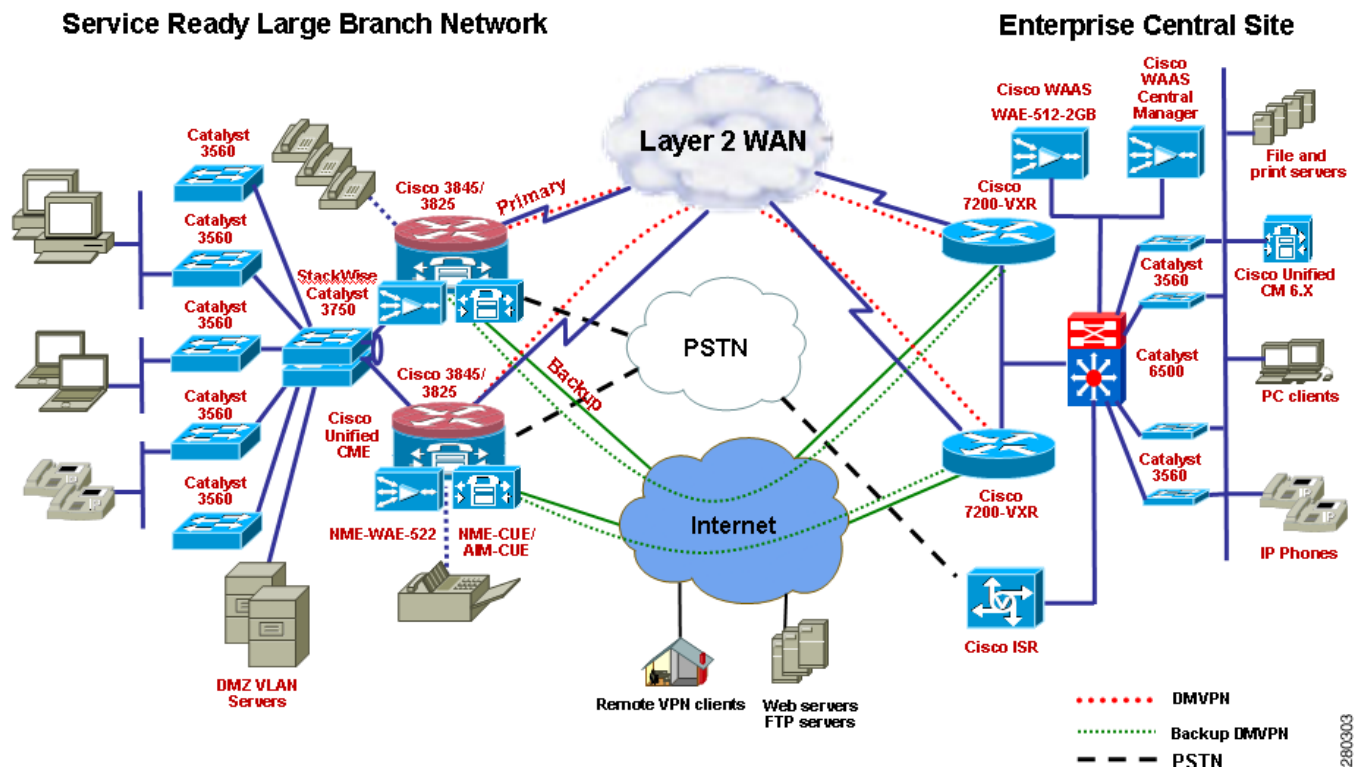 Service Ready Large Branch Network
Enterprise Central Site
Catalyst
3560
Catalyst
3560
Catalyst
3560
Catalyst
3560
Catalyst
3560
StackWise
Catalyst
3750
Cisco 3845/
3825
Primary
Cisco 3845/
3825
Backup
Cisco
Unified
CME
NME-WAE-522
NME-CUE/
AIM-CUE
DMZ VLAN
Servers
Layer 2 WAN
PSTN
Internet
Remote VPN clients
Web servers
FTP servers
Cisco WAAS
WAE-512-2GB
Cisco
WAAS
Central
Manager
Cisco
7200-VXR
Cisco
7200-VXR
Cisco ISR
Catalyst
3560
Catalyst
6500
Catalyst
3560
File and
print servers
Cisco Unified
CM 6.X
PC clients
IP
IP
IP
IP
IP Phones
V
DMVPN
Backup DMVPN
PSTN
280303